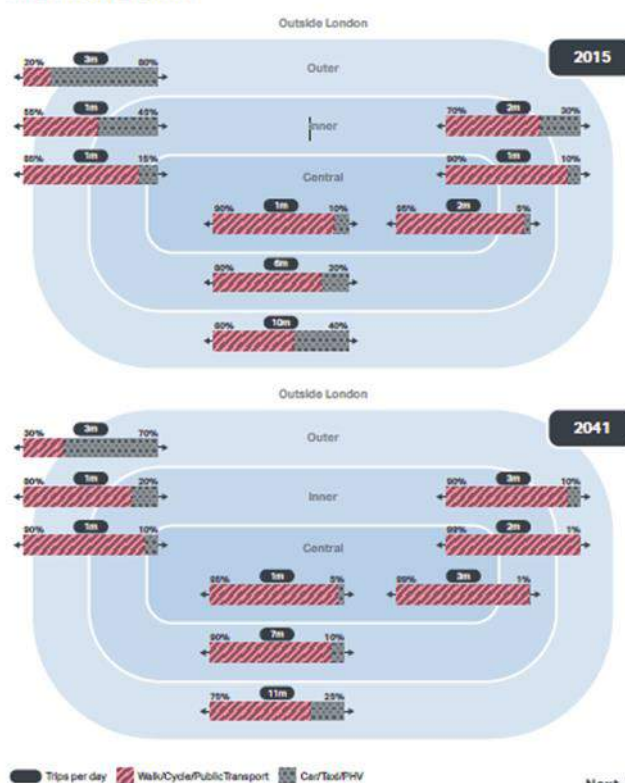 Outside London
2015
Outer
20% 3m 80%
55% 1m 45%
Inner
70% 2m 30%
85% 1m 15%
90% 1m 10%
Central
90% 1m 10%
95% 2m 5%
80% 6m 20%
60% 10m 40%
Outside London
2041
Outer
30% 3m 70%
80% 1m 20%
Inner
90% 3m 10%
90% 1m 10%
99% 2m 1%
Central
95% 1m 5%
99% 3m 1%
90% 7m 10%
75% 11m 25%
Trips per day Walk/Cycle/PublicTransport Car/Taxi/PHV